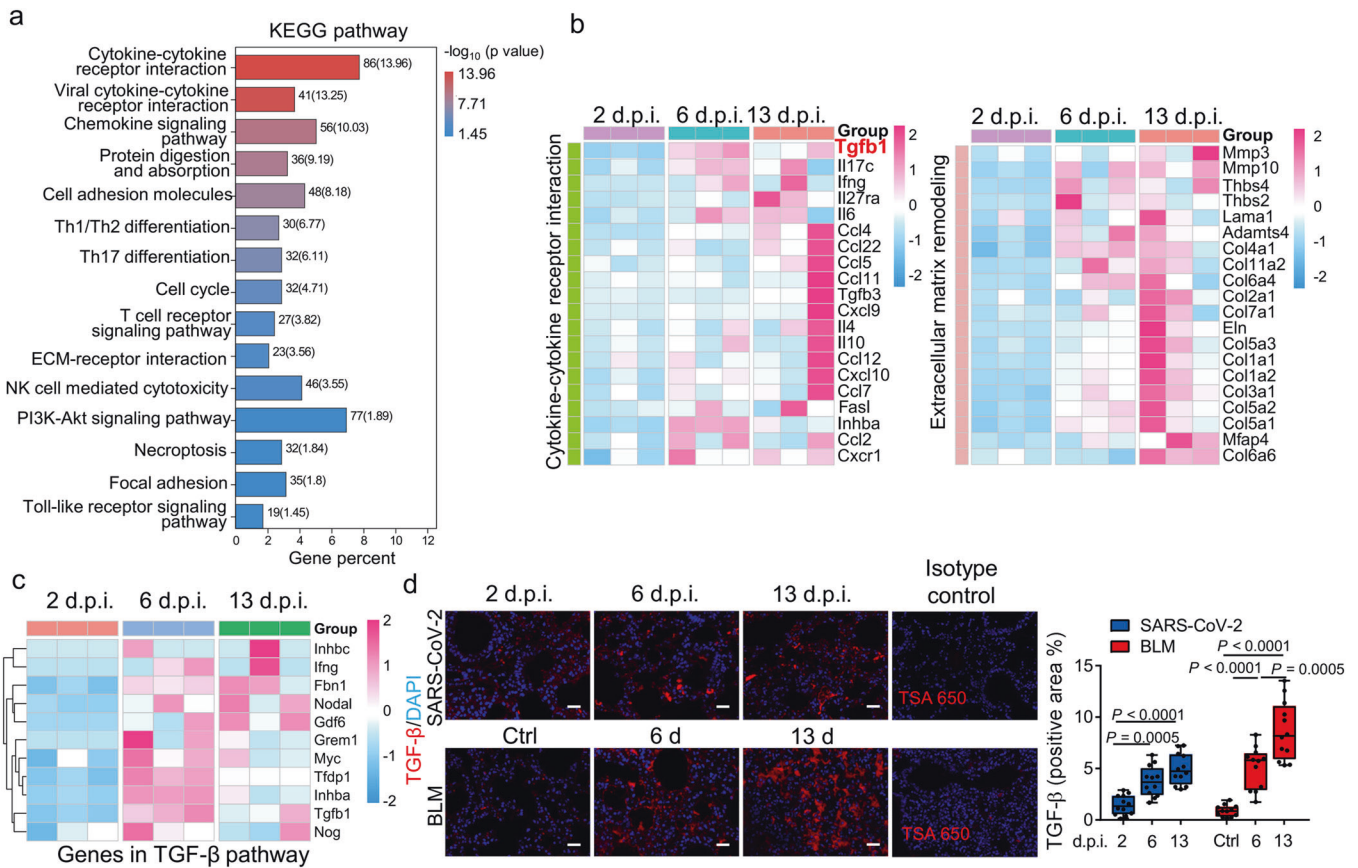 a
KEGG pathway
Cytokine-cytokine
receptor interaction
86(13.96)
Viral cytokine-cytokine
receptor interaction
41(13.25)
Chemokine signaling
pathway
56(10.03)
Protein digestion
and absorption
36(9.19)
Cell adhesion molecules
48(8.18)
Th1/Th2 differentiation
30(6.77)
Th17 differentiation
32(6.11)
Cell cycle
32(4.71)
T cell receptor
signaling pathway
27(3.82)
ECM-receptor interaction
23(3.56)
NK cell mediated cytotoxicity
46(3.55)
PI3K-Akt signaling pathway
77(1.89)
Necroptosis
32(1.84)
Focal adhesion
35(1.8)
Toll-like receptor signaling
pathway
19(1.45)
0 2 4 6 8 10 12
Gene percent
-log10 (p value)
13.96
7.71
1.45
b
Cytokine-cytokine receptor interaction
2 d.p.i. 6 d.p.i. 13 d.p.i.
Group
Tgfb1
Il17c
Ifng
Il27ra
Il6
Ccl4
Ccl22
Ccl5
Ccl11
Tgfb3
Cxcl9
Il4
Il10
Ccl12
Cxcl10
Ccl7
Fasl
Inhba
Ccl2
Cxcr1
2
1
0
-1
-2
Extracellular matrix remodeling
2 d.p.i. 6 d.p.i. 13 d.p.i.
Group
Mmp3
Mmp10
Thbs4
Thbs2
Lama1
Adamts4
Col4a1
Col11a2
Col6a4
Col2a1
Col7a1
Eln
Col5a3
Col1a1
Col1a2
Col3a1
Col5a2
Col5a1
Mfap4
Col6a6
2
1
0
-1
-2
c
2 d.p.i. 6 d.p.i. 13 d.p.i.
Group
Inhbc
Ifng
Fbn1
Nodal
Gdf6
Grem1
Myc
Tfdp1
Inhba
Tgfb1
Nog
2
1
0
-1
-2
Genes in TGF-β pathway
d
TGF-β/DAPI
SARS-CoV-2
2 d.p.i. 6 d.p.i. 13 d.p.i. Isotype
control
TSA 650
BLM
Ctrl 6 d 13 d
TSA 650
SARS-CoV-2
BLM
P < 0.0001
P < 0.0001 P = 0.0005
P < 0.0001
P = 0.0005
TGF-β (positive area %)
15
10
5
0
d.p.i. 2 6 13 Ctrl 6 13